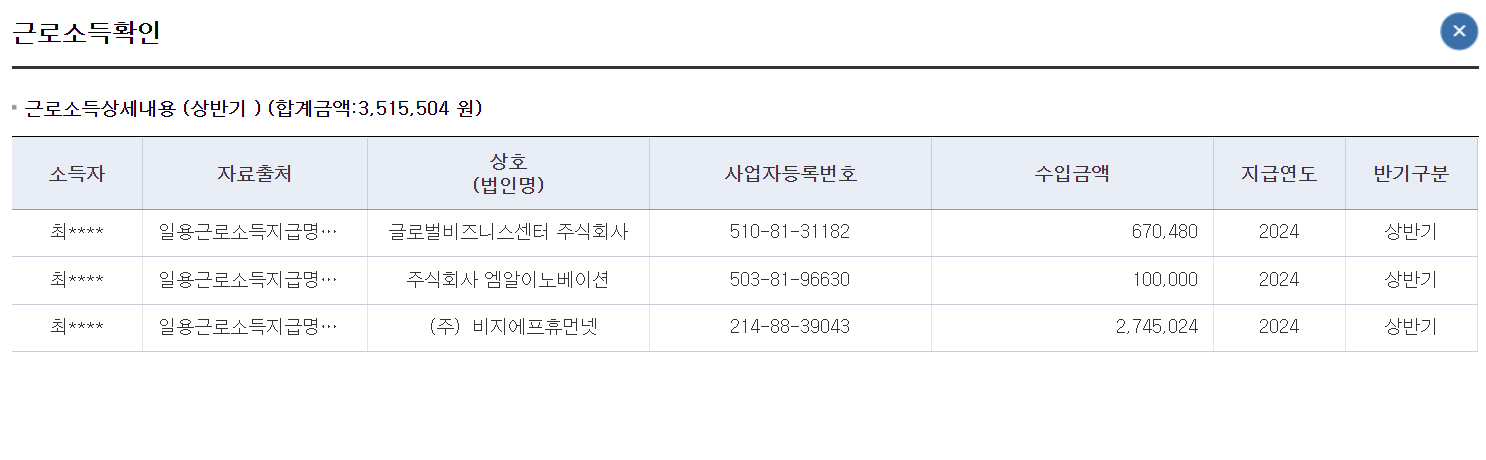 근로소득확인
근로소득상세내용 (상반기 ) (합계금액:3,515,504 원)
소득자 자료출처 상호 (법인명) 사업자등록번호 수입금액 지급연도 반기구분
최**** 일용근로소득지급명… 글로벌비즈니스센터 주식회사 510-81-31182 670,480 2024 상반기
최**** 일용근로소득지급명… 주식회사 엠알이노베이션 503-81-96630 100,000 2024 상반기
최**** 일용근로소득지급명… (주) 비지에프휴먼넷 214-88-39043 2,745,024 2024 상반기